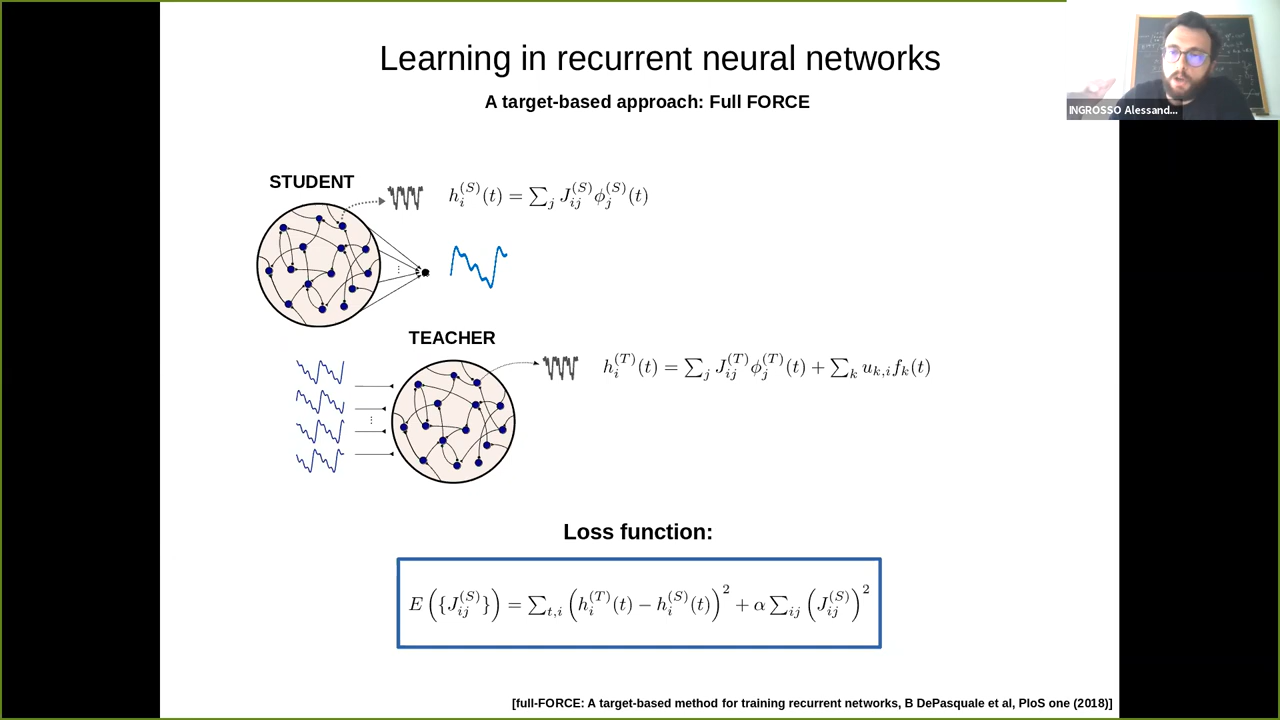 Learning in recurrent neural networks
A target-based approach: Full FORCE
INGROSSO Alessand...
STUDENT
$h_i^{(S)}(t) = \sum_j J_{ij}^{(S)} \phi_j^{(S)}(t)$
TEACHER
$h_i^{(T)}(t) = \sum_j J_{ij}^{(T)} \phi_j^{(T)}(t) + \sum_k u_{k,i} f_k(t)$
Loss function:
$E\left(\{J_{ij}^{(S)}\}\right) = \sum_{t,i} \left(h_i^{(T)}(t) - h_i^{(S)}(t)\right)^2 + \alpha \sum_{ij} \left(J_{ij}^{(S)}\right)^2$
[full-FORCE: A target-based method for training recurrent networks, B DePasquale et al, PloS one (2018)]